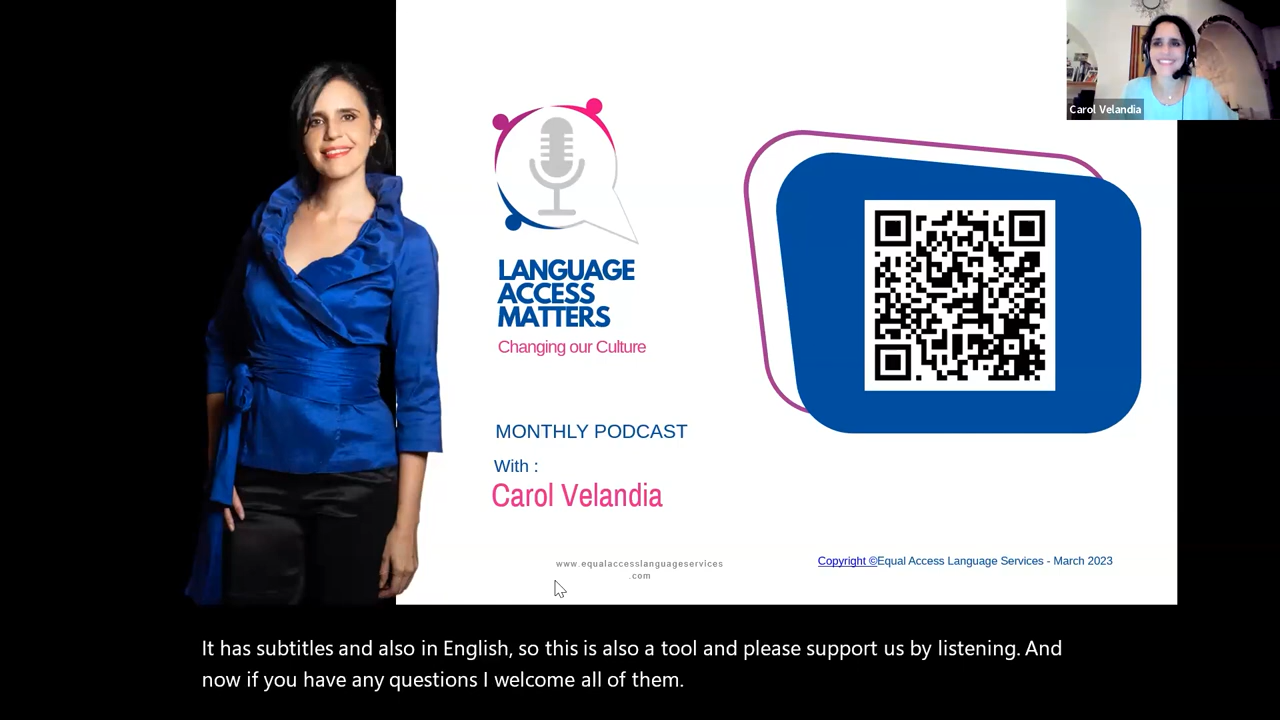 Carol Velandia
LANGUAGE
ACCESS
MATTERS
Changing our Culture
MONTHLY PODCAST
With :
Carol Velandia
www.equalaccesslanguageservices
.com
Copyright ©Equal Access Language Services - March 2023
It has subtitles and also in English, so this is also a tool and please support us by listening. And
now if you have any questions I welcome all of them.